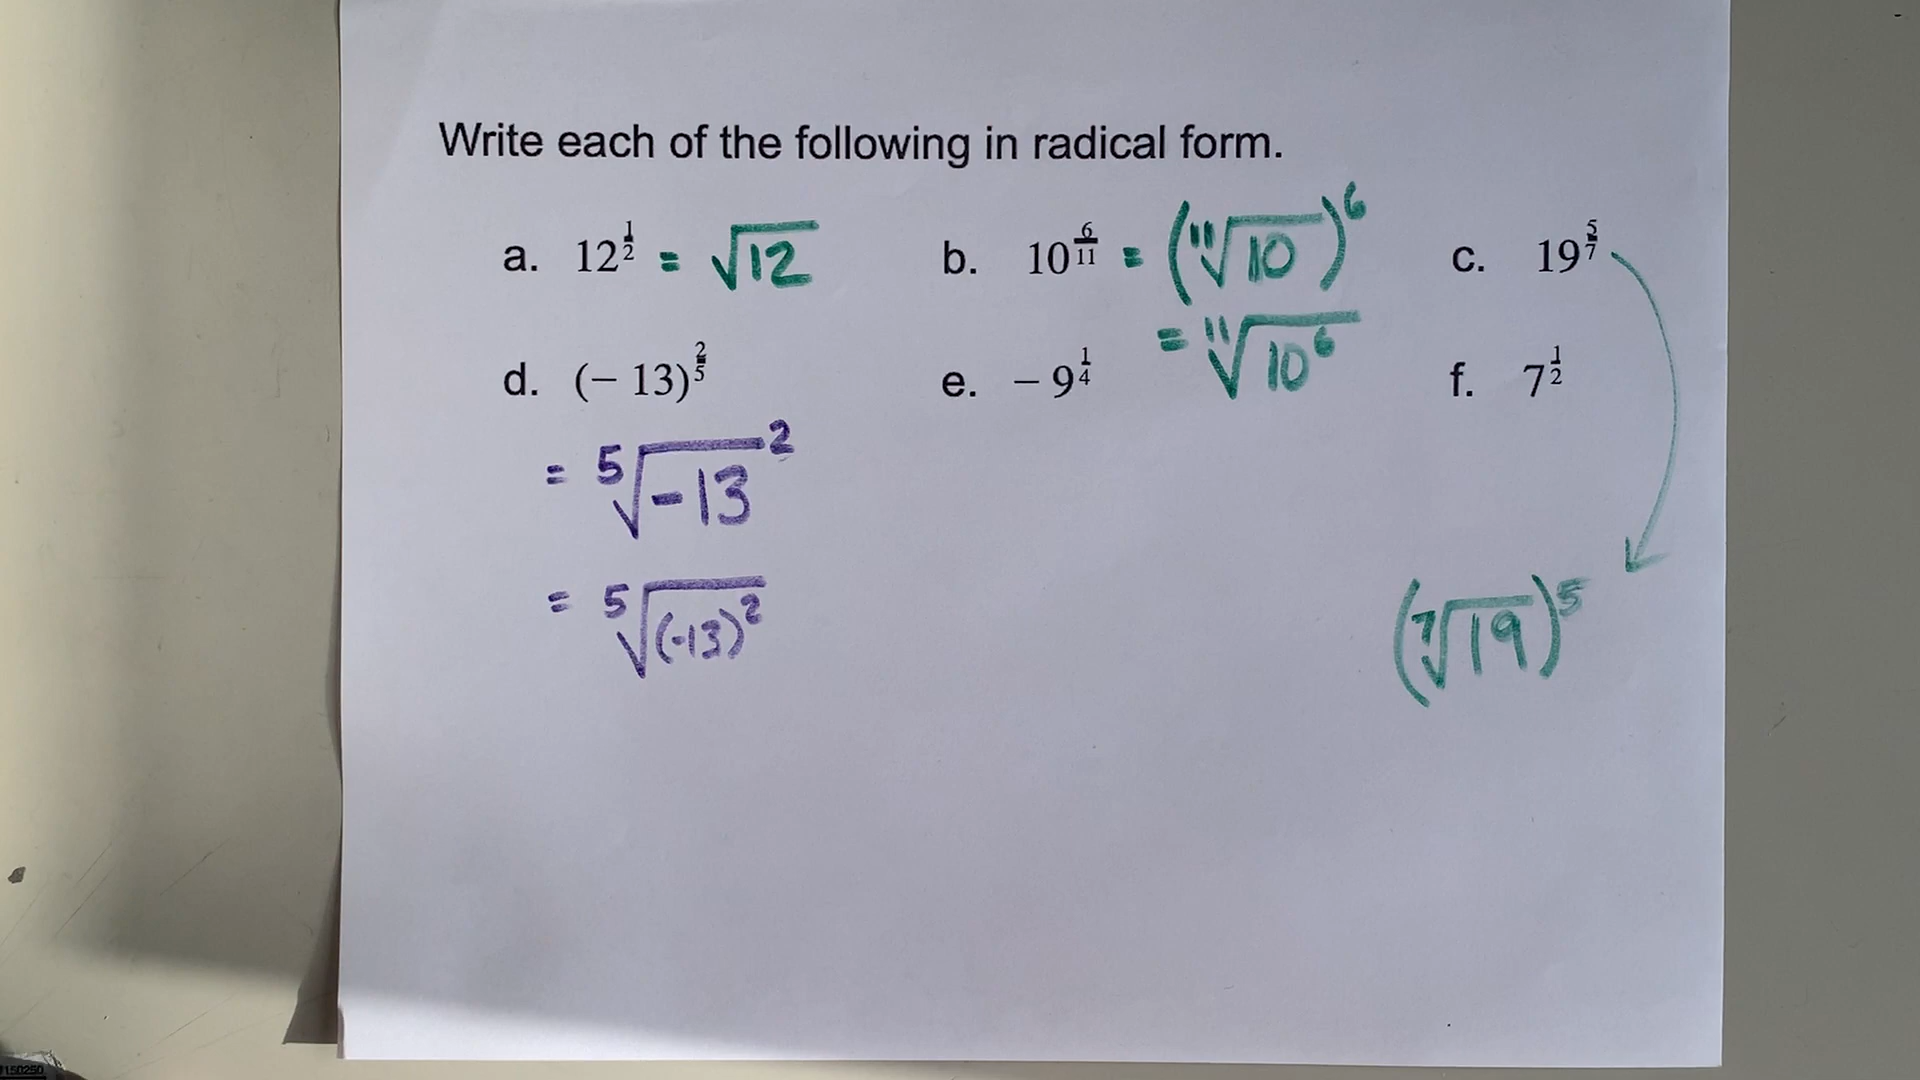 Write each of the following in radical form.
a. 12^(1/2) = √12
b. 10^(6/11) = (¹¹√10)^6
= ¹¹√10^6
c. 19^(5/7)
(⁷√19)^5
d. (− 13)^(2/5)
= ⁵√-13^2
= ⁵√(-13)^2
e. − 9^(1/4)
f. 7^(1/2)